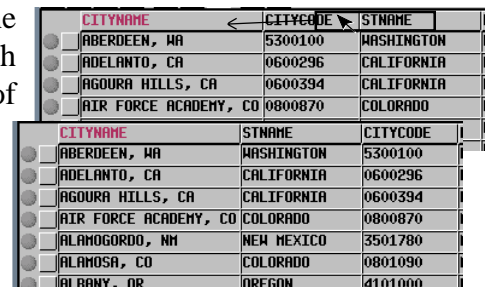 e
h
of
CITYNAME CITYCODE STNAME
ABERDEEN, WA 5300100 WASHINGTON
ADELANTO, CA 0600296 CALIFORNIA
AGOURA HILLS, CA 0600394 CALIFORNIA
AIR FORCE ACADEMY, CO 0800870 COLORADO
CITYNAME STNAME CITYCODE
ABERDEEN, WA WASHINGTON 5300100
ADELANTO, CA CALIFORNIA 0600296
AGOURA HILLS, CA CALIFORNIA 0600394
AIR FORCE ACADEMY, CO COLORADO 0800870
ALAMOGORDO, NM NEW MEXICO 3501780
ALAMOSA, CO COLORADO 0801090
ALBANY, OR OREGON 4101000